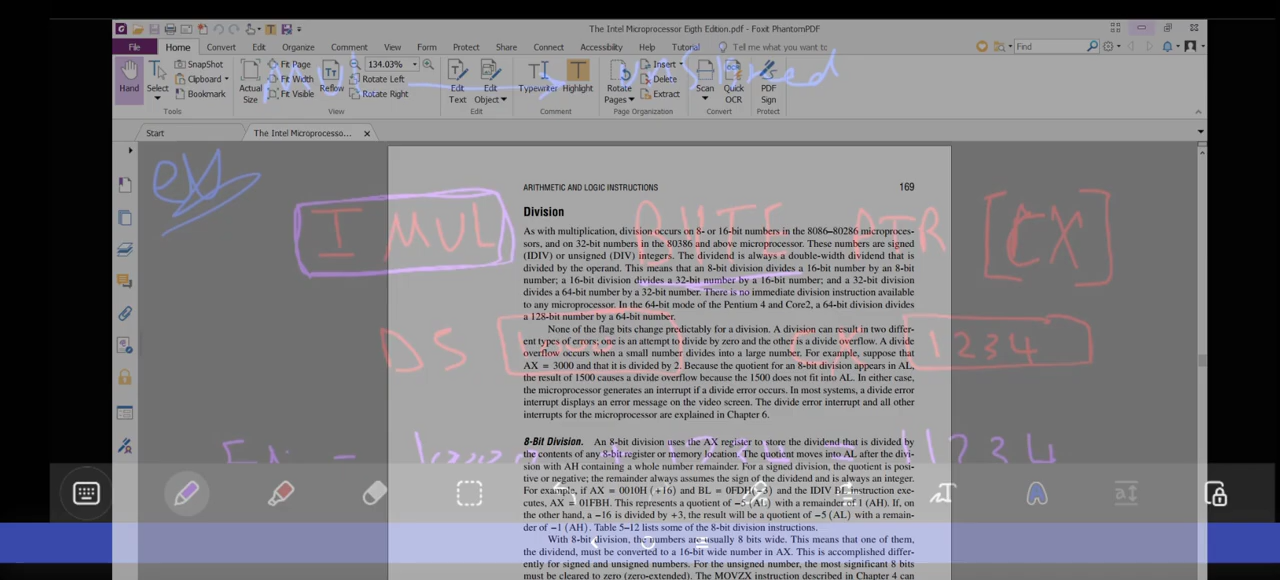 The Intel Microprocessor Eigth Edition.pdf - Foxit PhantomPDF
File Home Convert Edit Organize Comment View Form Protect Share Connect Accessibility Help Tutorial Tell me what you want tc Find
SnapShot
Clipboard
Bookmark
Hand Select
Actual Size
Fit Page
Fit Width
Fit Visible
Reflow
134.03%
Rotate Left
Rotate Right
Edit Text
Edit Object
Typewriter Highlight
Rotate Pages
Insert
Delete
Extract
Scan
Quick OCR
PDF Sign
Tools View Edit Comment Page Organization Convert Protect
Start The Intel Microprocesso...
ARITHMETIC AND LOGIC INSTRUCTIONS 169
Division
As with multiplication, division occurs on 8- or 16-bit numbers in the 8086–80286 microproces-
sors, and on 32-bit numbers in the 80386 and above microprocessor. These numbers are signed
(IDIV) or unsigned (DIV) integers. The dividend is always a double-width dividend that is
divided by the operand. This means that an 8-bit division divides a 16-bit number by an 8-bit
number; a 16-bit division divides a 32-bit number by a 16-bit number; and a 32-bit division
divides a 64-bit number by a 32-bit number. There is no immediate division instruction available
to any microprocessor. In the 64-bit mode of the Pentium 4 and Core2, a 64-bit division divides
a 128-bit number by a 64-bit number.
None of the flag bits change predictably for a division. A division can result in two differ-
ent types of errors; one is an attempt to divide by zero and the other is a divide overflow. A divide
overflow occurs when a small number divides into a large number. For example, suppose that
AX = 3000 and that it is divided by 2. Because the quotient for an 8-bit division appears in AL,
the result of 1500 causes a divide overflow because the 1500 does not fit into AL. In either case,
the microprocessor generates an interrupt if a divide error occurs. In most systems, a divide error
interrupt displays an error message on the video screen. The divide error interrupt and all other
interrupts for the microprocessor are explained in Chapter 6.
8-Bit Division. An 8-bit division uses the AX register to store the dividend that is divided by
the contents of any 8-bit register or memory location. The quotient moves into AL after the divi-
sion with AH containing a whole number remainder. For a signed division, the quotient is posi-
tive or negative; the remainder always assumes the sign of the dividend and is always an integer.
For example, if AX = 0010H (+16) and BL = 0FDH (–3) and the IDIV BL instruction exe-
cutes, AX = 01FBH. This represents a quotient of –5 (AL) with a remainder of 1 (AH). If, on
the other hand, a –16 is divided by +3, the result will be a quotient of –5 (AL) with a remain-
der of –1 (AH). Table 5–12 lists some of the 8-bit division instructions.
With 8-bit division, the numbers are usually 8 bits wide. This means that one of them,
the dividend, must be converted to a 16-bit wide number in AX. This is accomplished differ-
ently for signed and unsigned numbers. For the unsigned number, the most significant 8 bits
must be cleared to zero (zero-extended). The MOVZX instruction described in Chapter 4 can
IMUL BYTE PTR [CX]
DS CX 1234
= 11234